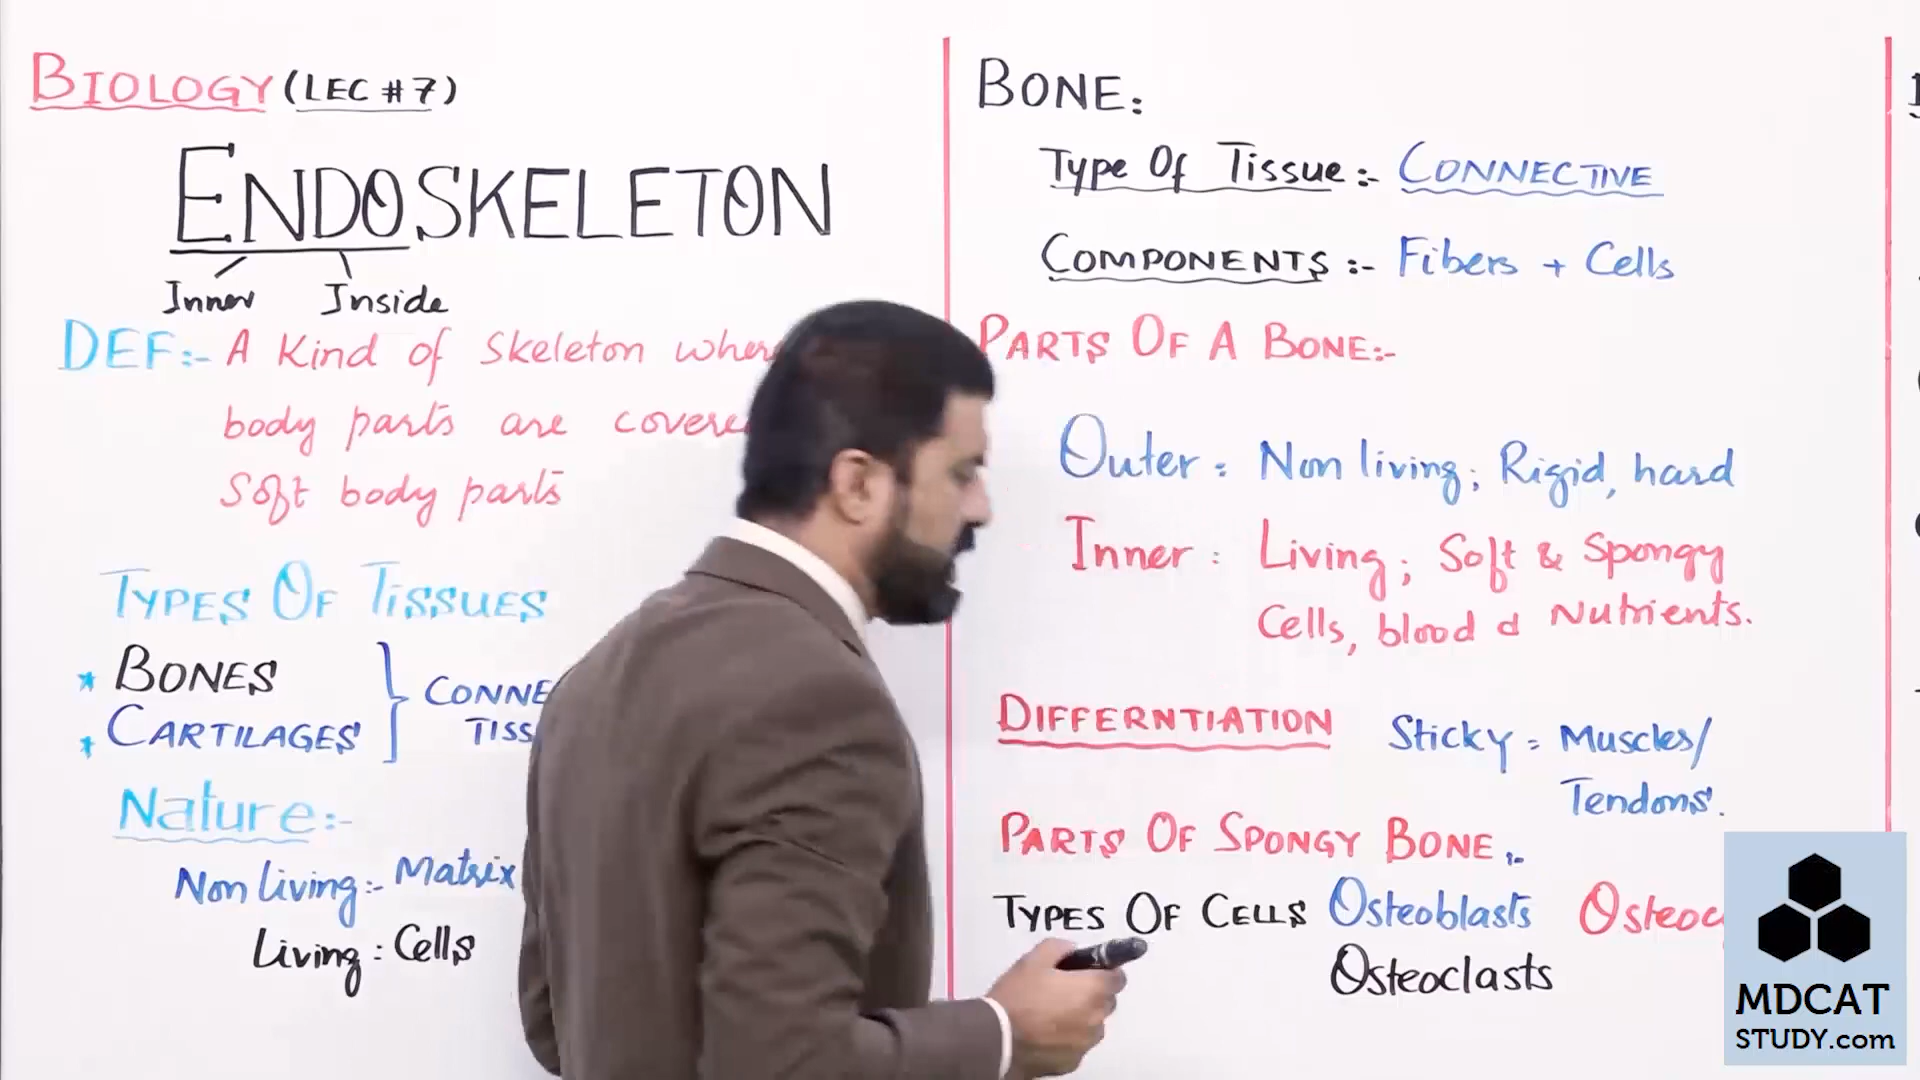 BIOLOGY (LEC # 7)
ENDOSKELETON
Inner Inside
DEF:- A Kind of Skeleton
body parts are
Soft body parts
TYPES OF TISSUES
* BONES
* CARTILAGES
Nature:-
Non living:- Matrix
Living: Cells
BONE:
Type Of Tissue:- CONNECTIVE
COMPONENTS:- Fibers + Cells
PARTS OF A BONE:-
Outer: Non living; Rigid, hard
Inner: Living; Soft & Spongy
Cells, blood & Nutrients.
DIFFERNTIATION
Sticky = Muscles/
Tendons.
PARTS OF SPONGY BONE:-
TYPES OF CELLS Osteoblasts
Osteoclasts
MDCAT
STUDY.com